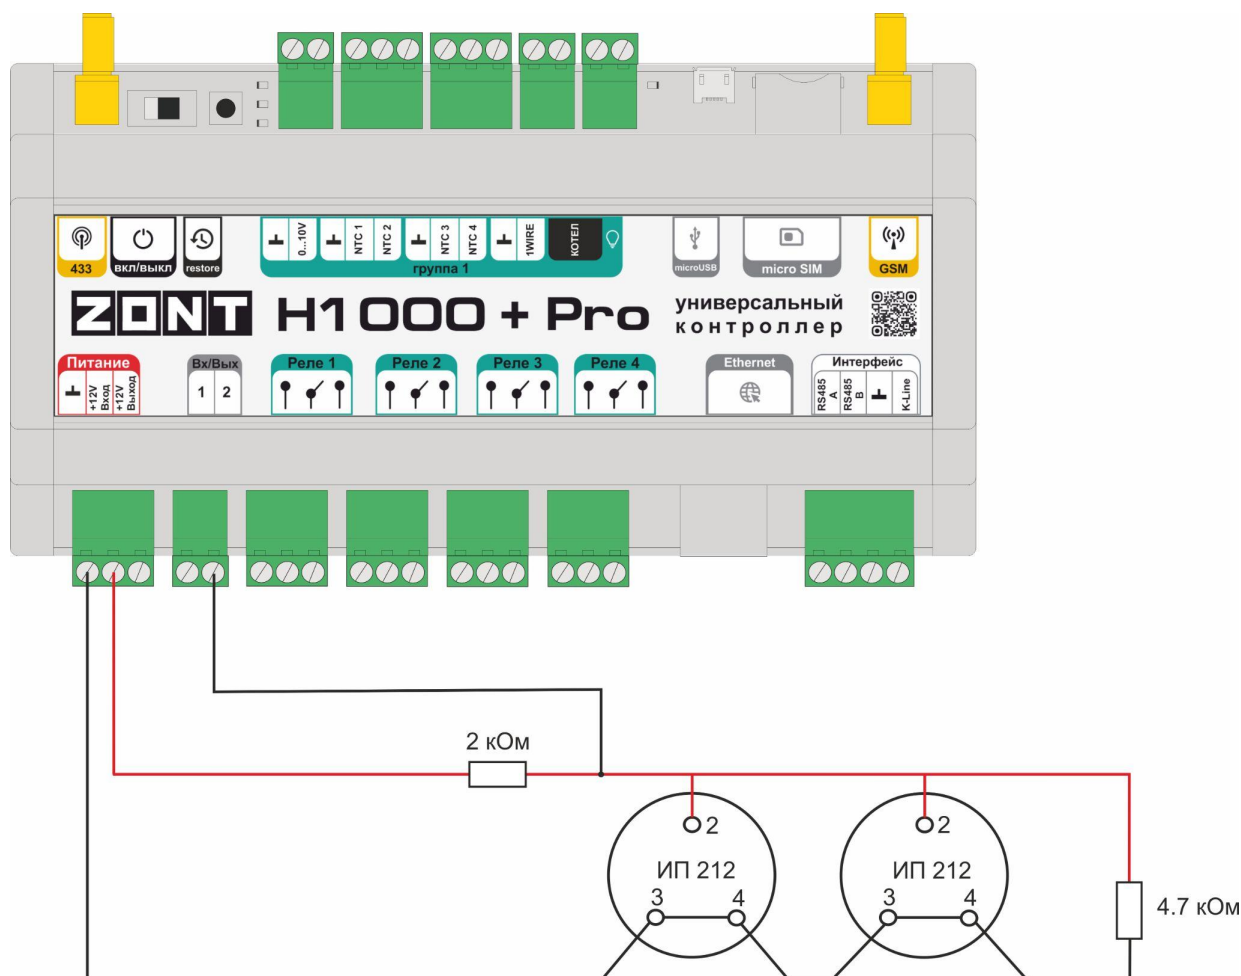 433
вкл/выкл
restore
0...10V
NTC 1
NTC 2
NTC 3
NTC 4
1WIRE
КОТЕЛ
группа 1
microUSB
micro SIM
GSM
ZONT H1000+Pro
универсальный
контроллер
Питание
+12V
Вход
+12V
Выход
Вх/Вых
1 2
Реле 1
Реле 2
Реле 3
Реле 4
Ethernet
Интерфейс
RS485
A
RS485
B
K-Line
2 кОм
2
ИП 212
3 4
2
ИП 212
3 4
4.7 кОм